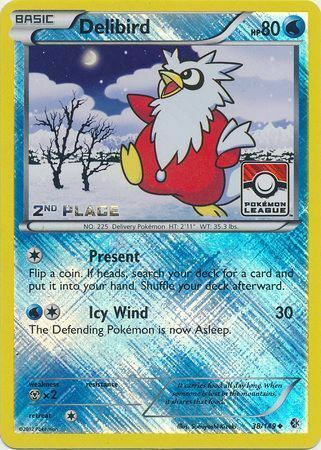 BASIC
Delibird HP80
2ND PLACE
POKÉMON
LEAGUE
NO. 225 Delivery Pokémon HT: 2'11" WT: 35.3 lbs.
Present
Flip a coin. If heads, search your deck for a card and
put it into your hand. Shuffle your deck afterward.
Icy Wind 30
The Defending Pokémon is now Asleep.
weakness resistance
×2
It carries food all day long. When
someone is lost in the mountains,
it shares that food.
retreat
©2012 Pokémon
38/149